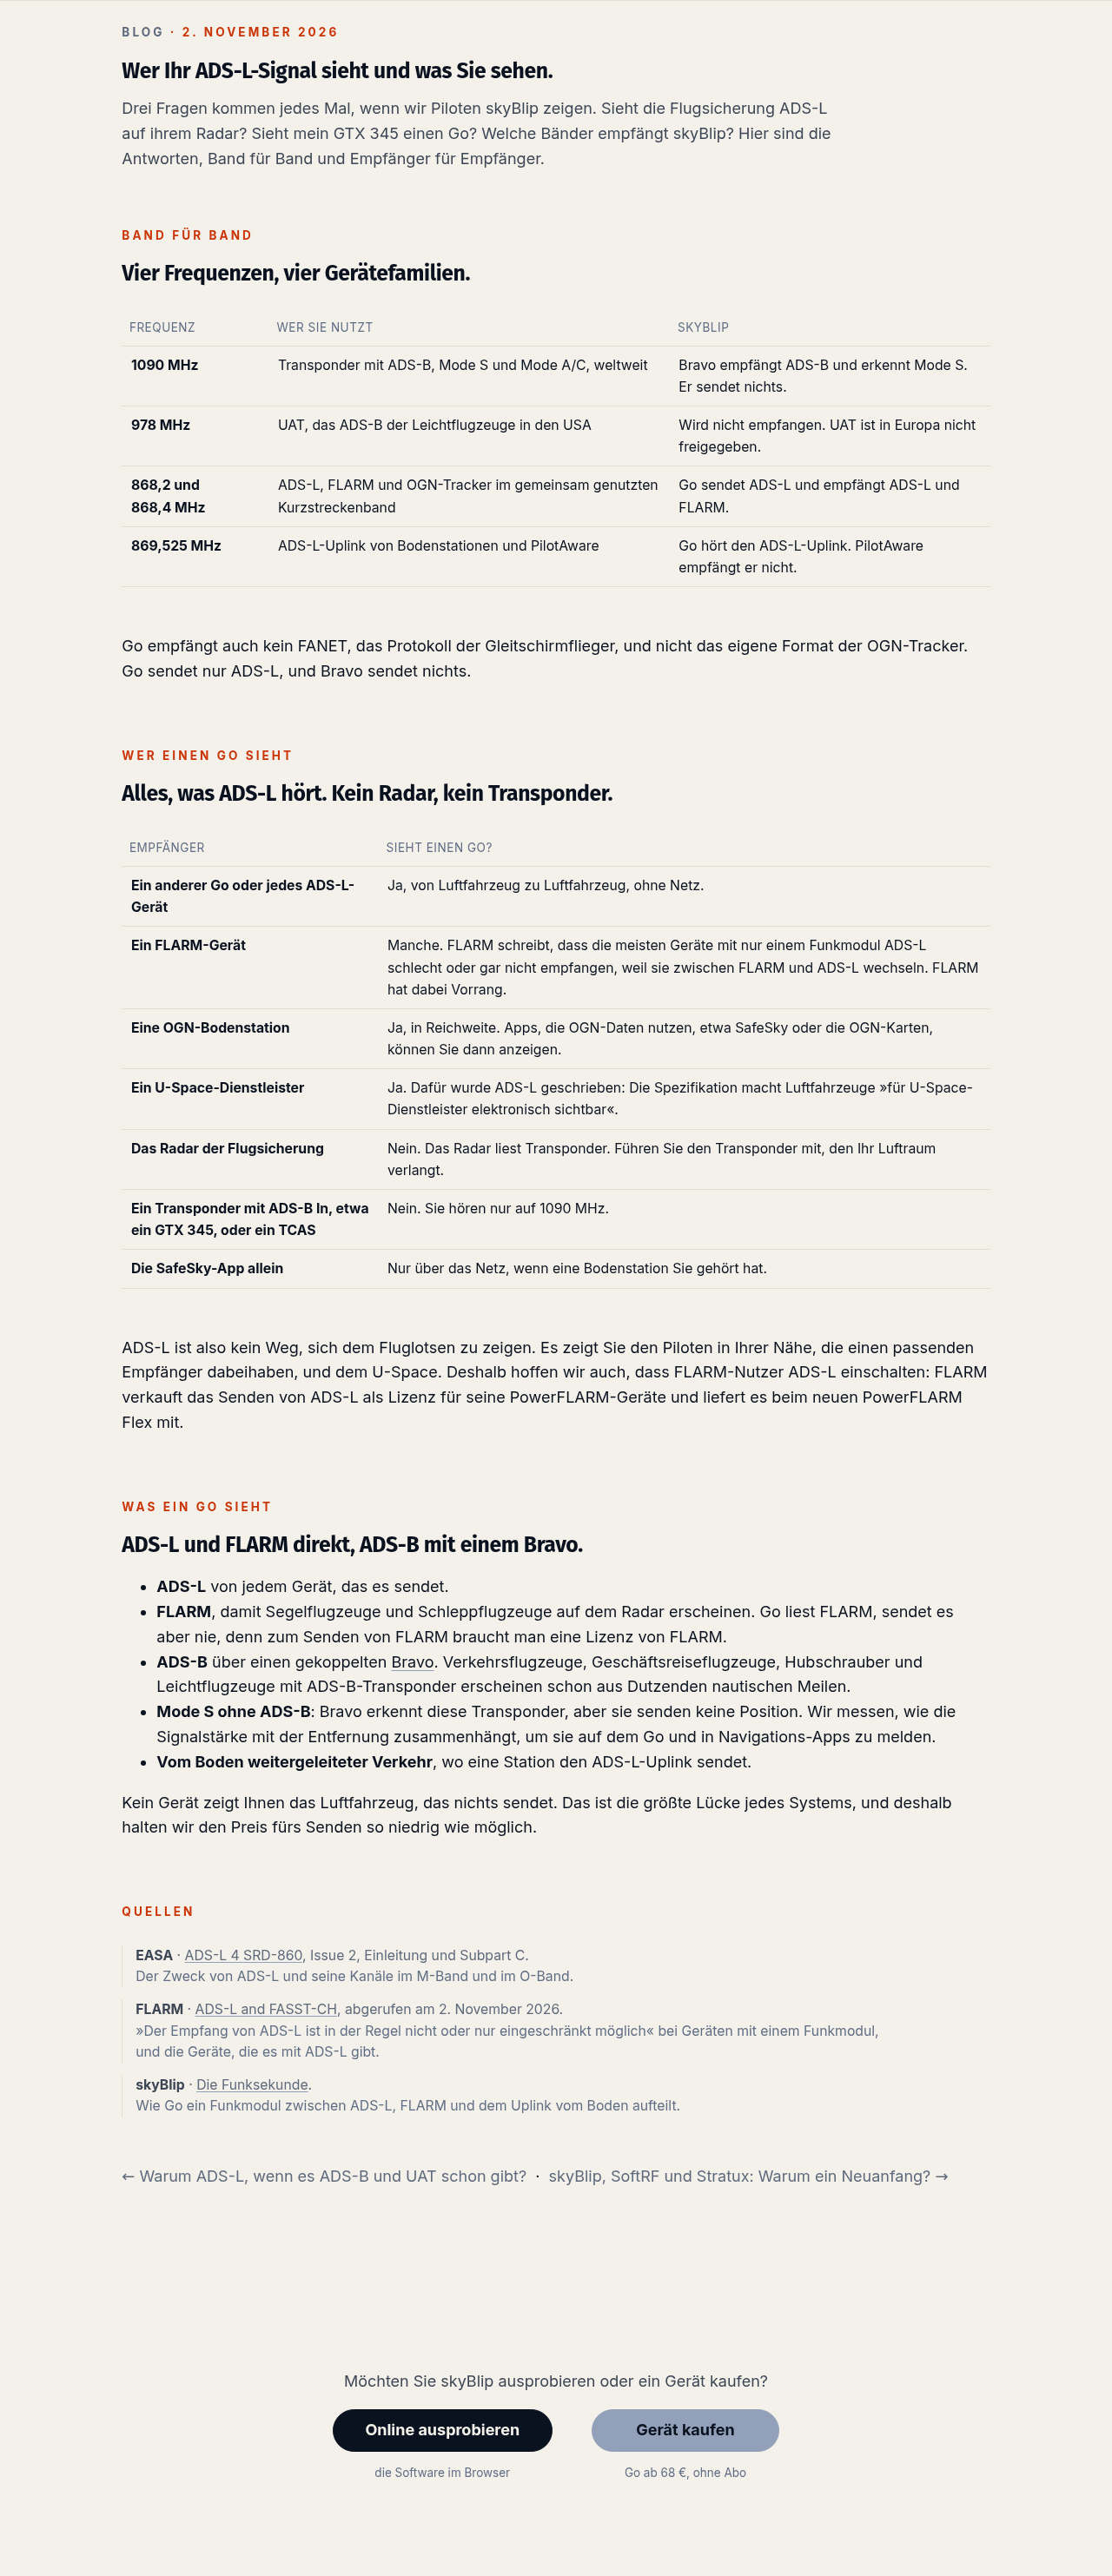 BLOG · 2. NOVEMBER 2026
Wer Ihr ADS-L-Signal sieht und was Sie sehen.
Drei Fragen kommen jedes Mal, wenn wir Piloten skyBlip zeigen. Sieht die Flugsicherung ADS-L
auf ihrem Radar? Sieht mein GTX 345 einen Go? Welche Bänder empfängt skyBlip? Hier sind die
Antworten, Band für Band und Empfänger für Empfänger.
BAND FÜR BAND
Vier Frequenzen, vier Gerätefamilien.
FREQUENZ WER SIE NUTZT SKYBLIP
1090 MHz Transponder mit ADS-B, Mode S und Mode A/C, weltweit Bravo empfängt ADS-B und erkennt Mode S.
Er sendet nichts.
978 MHz UAT, das ADS-B der Leichtflugzeuge in den USA Wird nicht empfangen. UAT ist in Europa nicht
freigegeben.
868,2 und ADS-L, FLARM und OGN-Tracker im gemeinsam genutzten Go sendet ADS-L und empfängt ADS-L und
868,4 MHz Kurzstreckenband FLARM.
869,525 MHz ADS-L-Uplink von Bodenstationen und PilotAware Go hört den ADS-L-Uplink. PilotAware
empfängt er nicht.
Go empfängt auch kein FANET, das Protokoll der Gleitschirmflieger, und nicht das eigene Format der OGN-Tracker.
Go sendet nur ADS-L, und Bravo sendet nichts.
WER EINEN GO SIEHT
Alles, was ADS-L hört. Kein Radar, kein Transponder.
EMPFÄNGER SIEHT EINEN GO?
Ein anderer Go oder jedes ADS-L- Ja, von Luftfahrzeug zu Luftfahrzeug, ohne Netz.
Gerät
Ein FLARM-Gerät Manche. FLARM schreibt, dass die meisten Geräte mit nur einem Funkmodul ADS-L
schlecht oder gar nicht empfangen, weil sie zwischen FLARM und ADS-L wechseln. FLARM
hat dabei Vorrang.
Eine OGN-Bodenstation Ja, in Reichweite. Apps, die OGN-Daten nutzen, etwa SafeSky oder die OGN-Karten,
können Sie dann anzeigen.
Ein U-Space-Dienstleister Ja. Dafür wurde ADS-L geschrieben: Die Spezifikation macht Luftfahrzeuge »für U-Space-
Dienstleister elektronisch sichtbar«.
Das Radar der Flugsicherung Nein. Das Radar liest Transponder. Führen Sie den Transponder mit, den Ihr Luftraum
verlangt.
Ein Transponder mit ADS-B In, etwa Nein. Sie hören nur auf 1090 MHz.
ein GTX 345, oder ein TCAS
Die SafeSky-App allein Nur über das Netz, wenn eine Bodenstation Sie gehört hat.
ADS-L ist also kein Weg, sich dem Fluglotsen zu zeigen. Es zeigt Sie den Piloten in Ihrer Nähe, die einen passenden
Empfänger dabeihaben, und dem U-Space. Deshalb hoffen wir auch, dass FLARM-Nutzer ADS-L einschalten: FLARM
verkauft das Senden von ADS-L als Lizenz für seine PowerFLARM-Geräte und liefert es beim neuen PowerFLARM
Flex mit.
WAS EIN GO SIEHT
ADS-L und FLARM direkt, ADS-B mit einem Bravo.
• ADS-L von jedem Gerät, das es sendet.
• FLARM, damit Segelflugzeuge und Schleppflugzeuge auf dem Radar erscheinen. Go liest FLARM, sendet es
aber nie, denn zum Senden von FLARM braucht man eine Lizenz von FLARM.
• ADS-B über einen gekoppelten Bravo. Verkehrsflugzeuge, Geschäftsreiseflugzeuge, Hubschrauber und
Leichtflugzeuge mit ADS-B-Transponder erscheinen schon aus Dutzenden nautischen Meilen.
• Mode S ohne ADS-B: Bravo erkennt diese Transponder, aber sie senden keine Position. Wir messen, wie die
Signalstärke mit der Entfernung zusammenhängt, um sie auf dem Go und in Navigations-Apps zu melden.
• Vom Boden weitergeleiteter Verkehr, wo eine Station den ADS-L-Uplink sendet.
Kein Gerät zeigt Ihnen das Luftfahrzeug, das nichts sendet. Das ist die größte Lücke jedes Systems, und deshalb
halten wir den Preis fürs Senden so niedrig wie möglich.
QUELLEN
EASA · ADS-L 4 SRD-860, Issue 2, Einleitung und Subpart C.
Der Zweck von ADS-L und seine Kanäle im M-Band und im O-Band.
FLARM · ADS-L and FASST-CH, abgerufen am 2. November 2026.
»Der Empfang von ADS-L ist in der Regel nicht oder nur eingeschränkt möglich« bei Geräten mit einem Funkmodul,
und die Geräte, die es mit ADS-L gibt.
skyBlip · Die Funksekunde.
Wie Go ein Funkmodul zwischen ADS-L, FLARM und dem Uplink vom Boden aufteilt.
← Warum ADS-L, wenn es ADS-B und UAT schon gibt? · skyBlip, SoftRF und Stratux: Warum ein Neuanfang? →
Möchten Sie skyBlip ausprobieren oder ein Gerät kaufen?
Online ausprobieren Gerät kaufen
die Software im Browser Go ab 68 €, ohne Abo